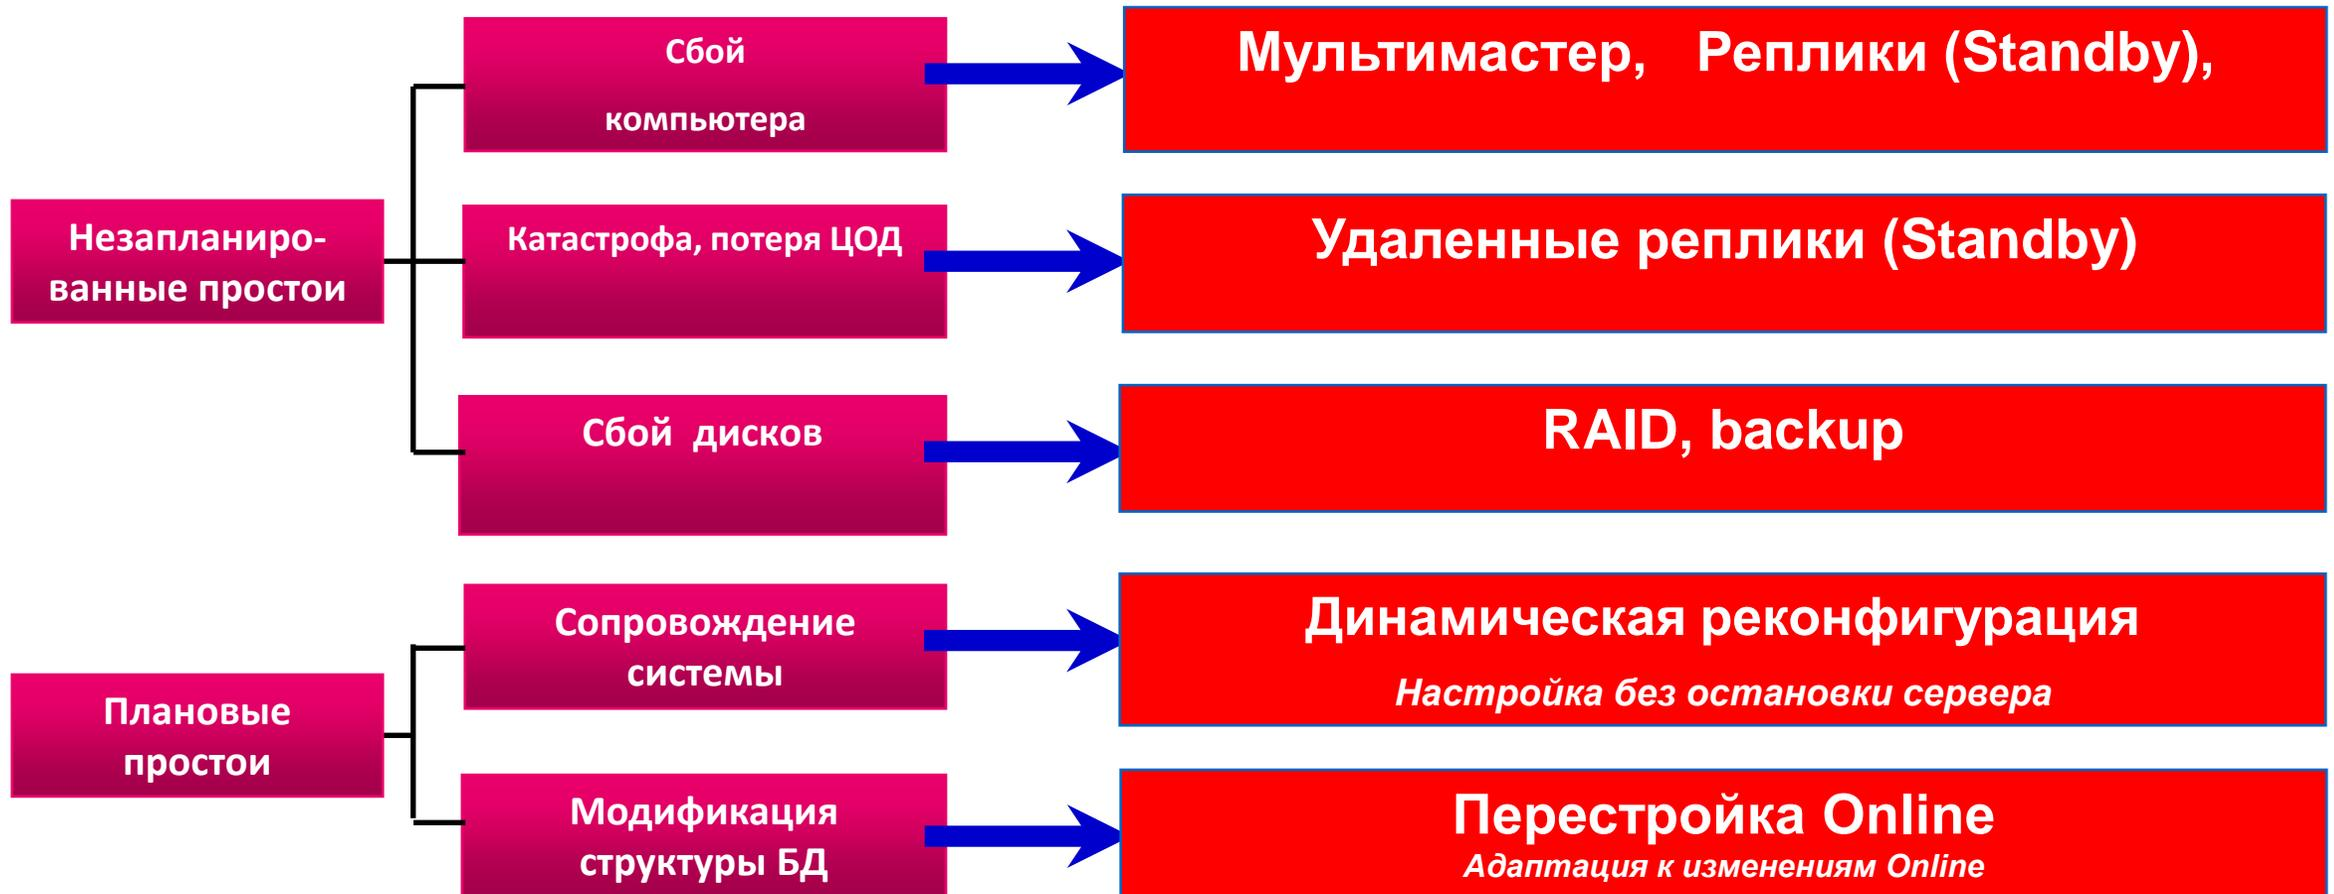 Сбой
компьютера
Мультимастер, Реплики (Standby),
Незапланиро-
ванные простои
Катастрофа, потеря ЦОД
Удаленные реплики (Standby)
Сбой дисков
RAID, backup
Плановые
простои
Сопровождение
системы
Динамическая реконфигурация
Настройка без остановки сервера
Модификация
структуры БД
Перестройка Online
Адаптация к изменениям Online